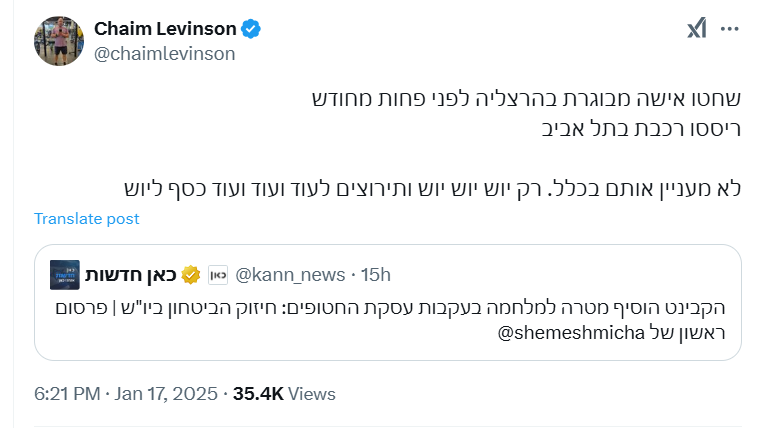 Chaim Levinson
@chaimlevinson
שחטו אישה מבוגרת בהרצליה לפני פחות מחודש
ריססו רכבת בתל אביב
לא מעניין אותם בכלל. רק יוש יוש יוש ותירוצים לעוד ועוד ועוד כסף ליוש
Translate post
כאן חדשות כאן @kann_news · 15h
הקבינט הוסיף מטרה למלחמה בעקבות עסקת החטופים: חיזוק הביטחון ביו"ש | פרסום
ראשון של @shemeshmicha
6:21 PM · Jan 17, 2025 · 35.4K Views